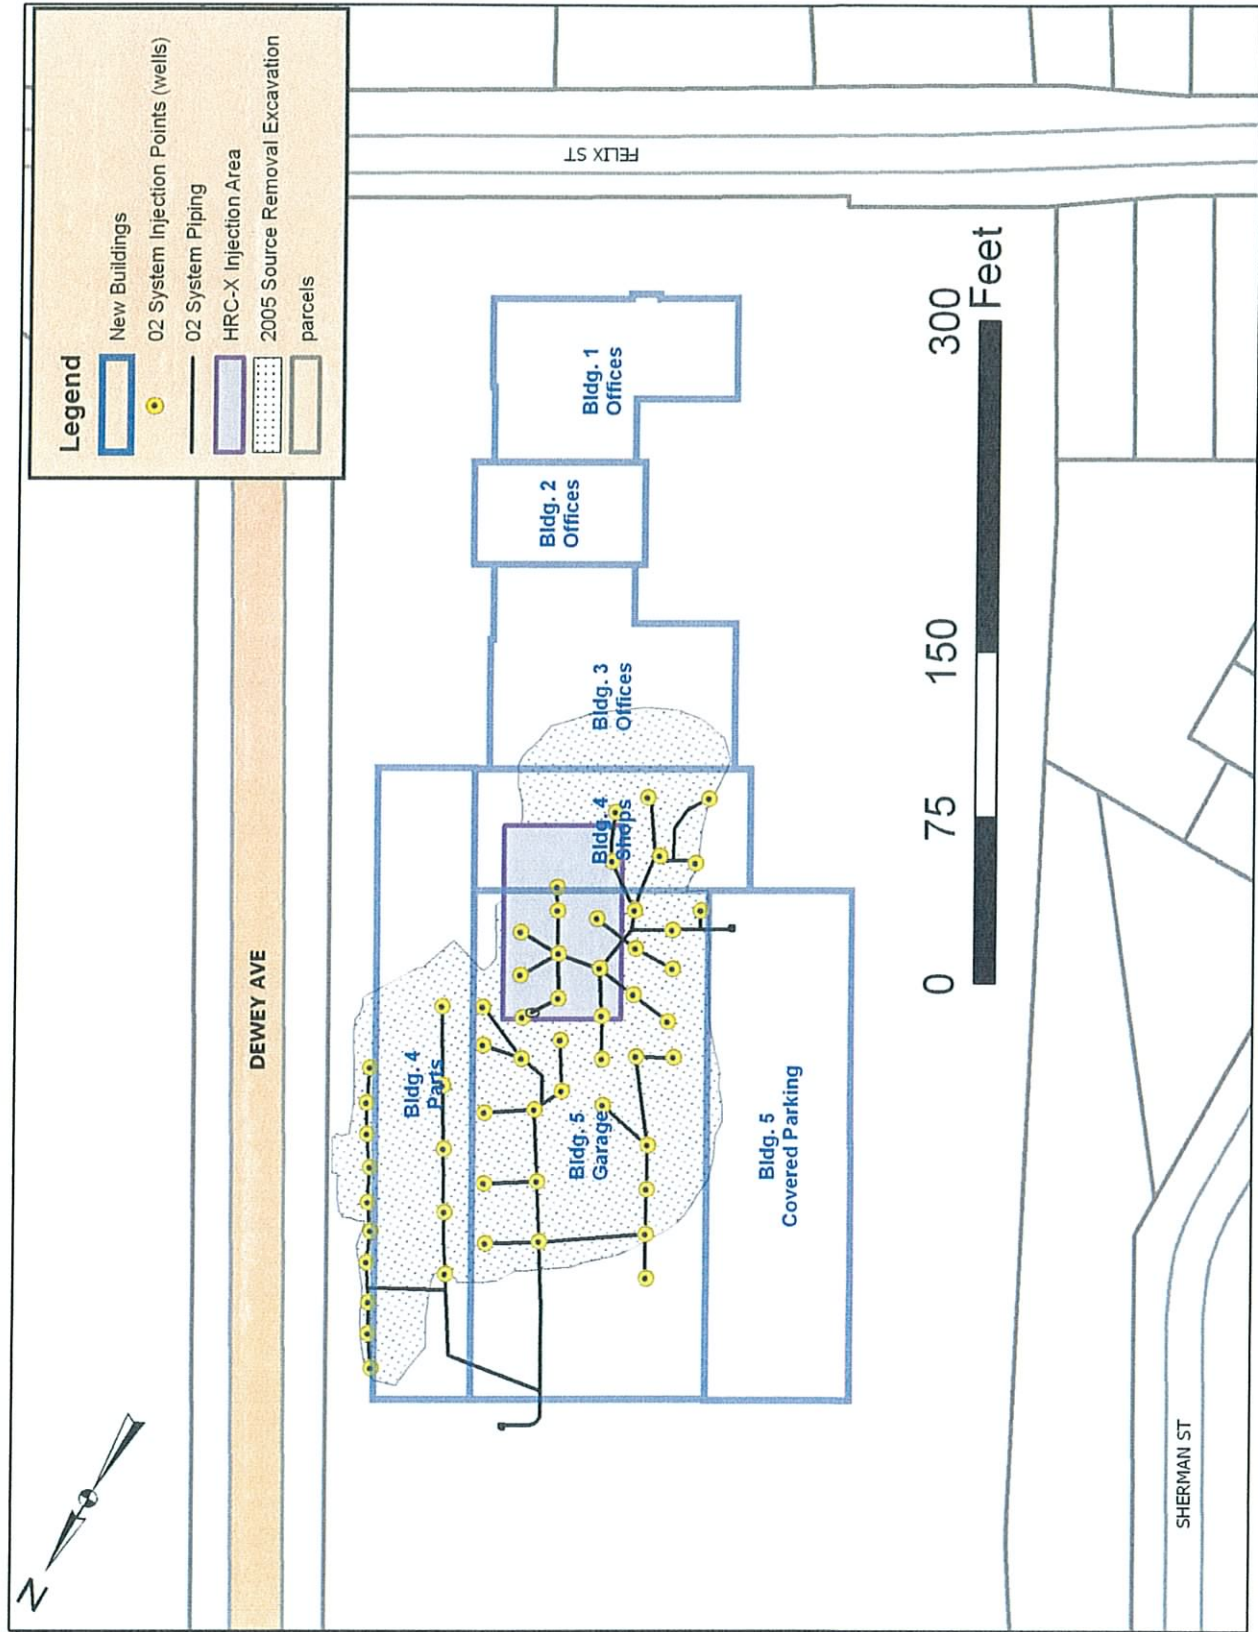 Legend
New Buildings
02 System Injection Points (wells)
02 System Piping
HRC-X Injection Area
2005 Source Removal Excavation
parcels
N
DEWEY AVE
FELIX ST
SHERMAN ST
Bldg. 1
Offices
Bldg. 2
Offices
Bldg. 3
Offices
Bldg. 4
Shops
Bldg. 4
Parts
Bldg. 5
Garage
Bldg. 5
Covered Parking
0 75 150 300
Feet